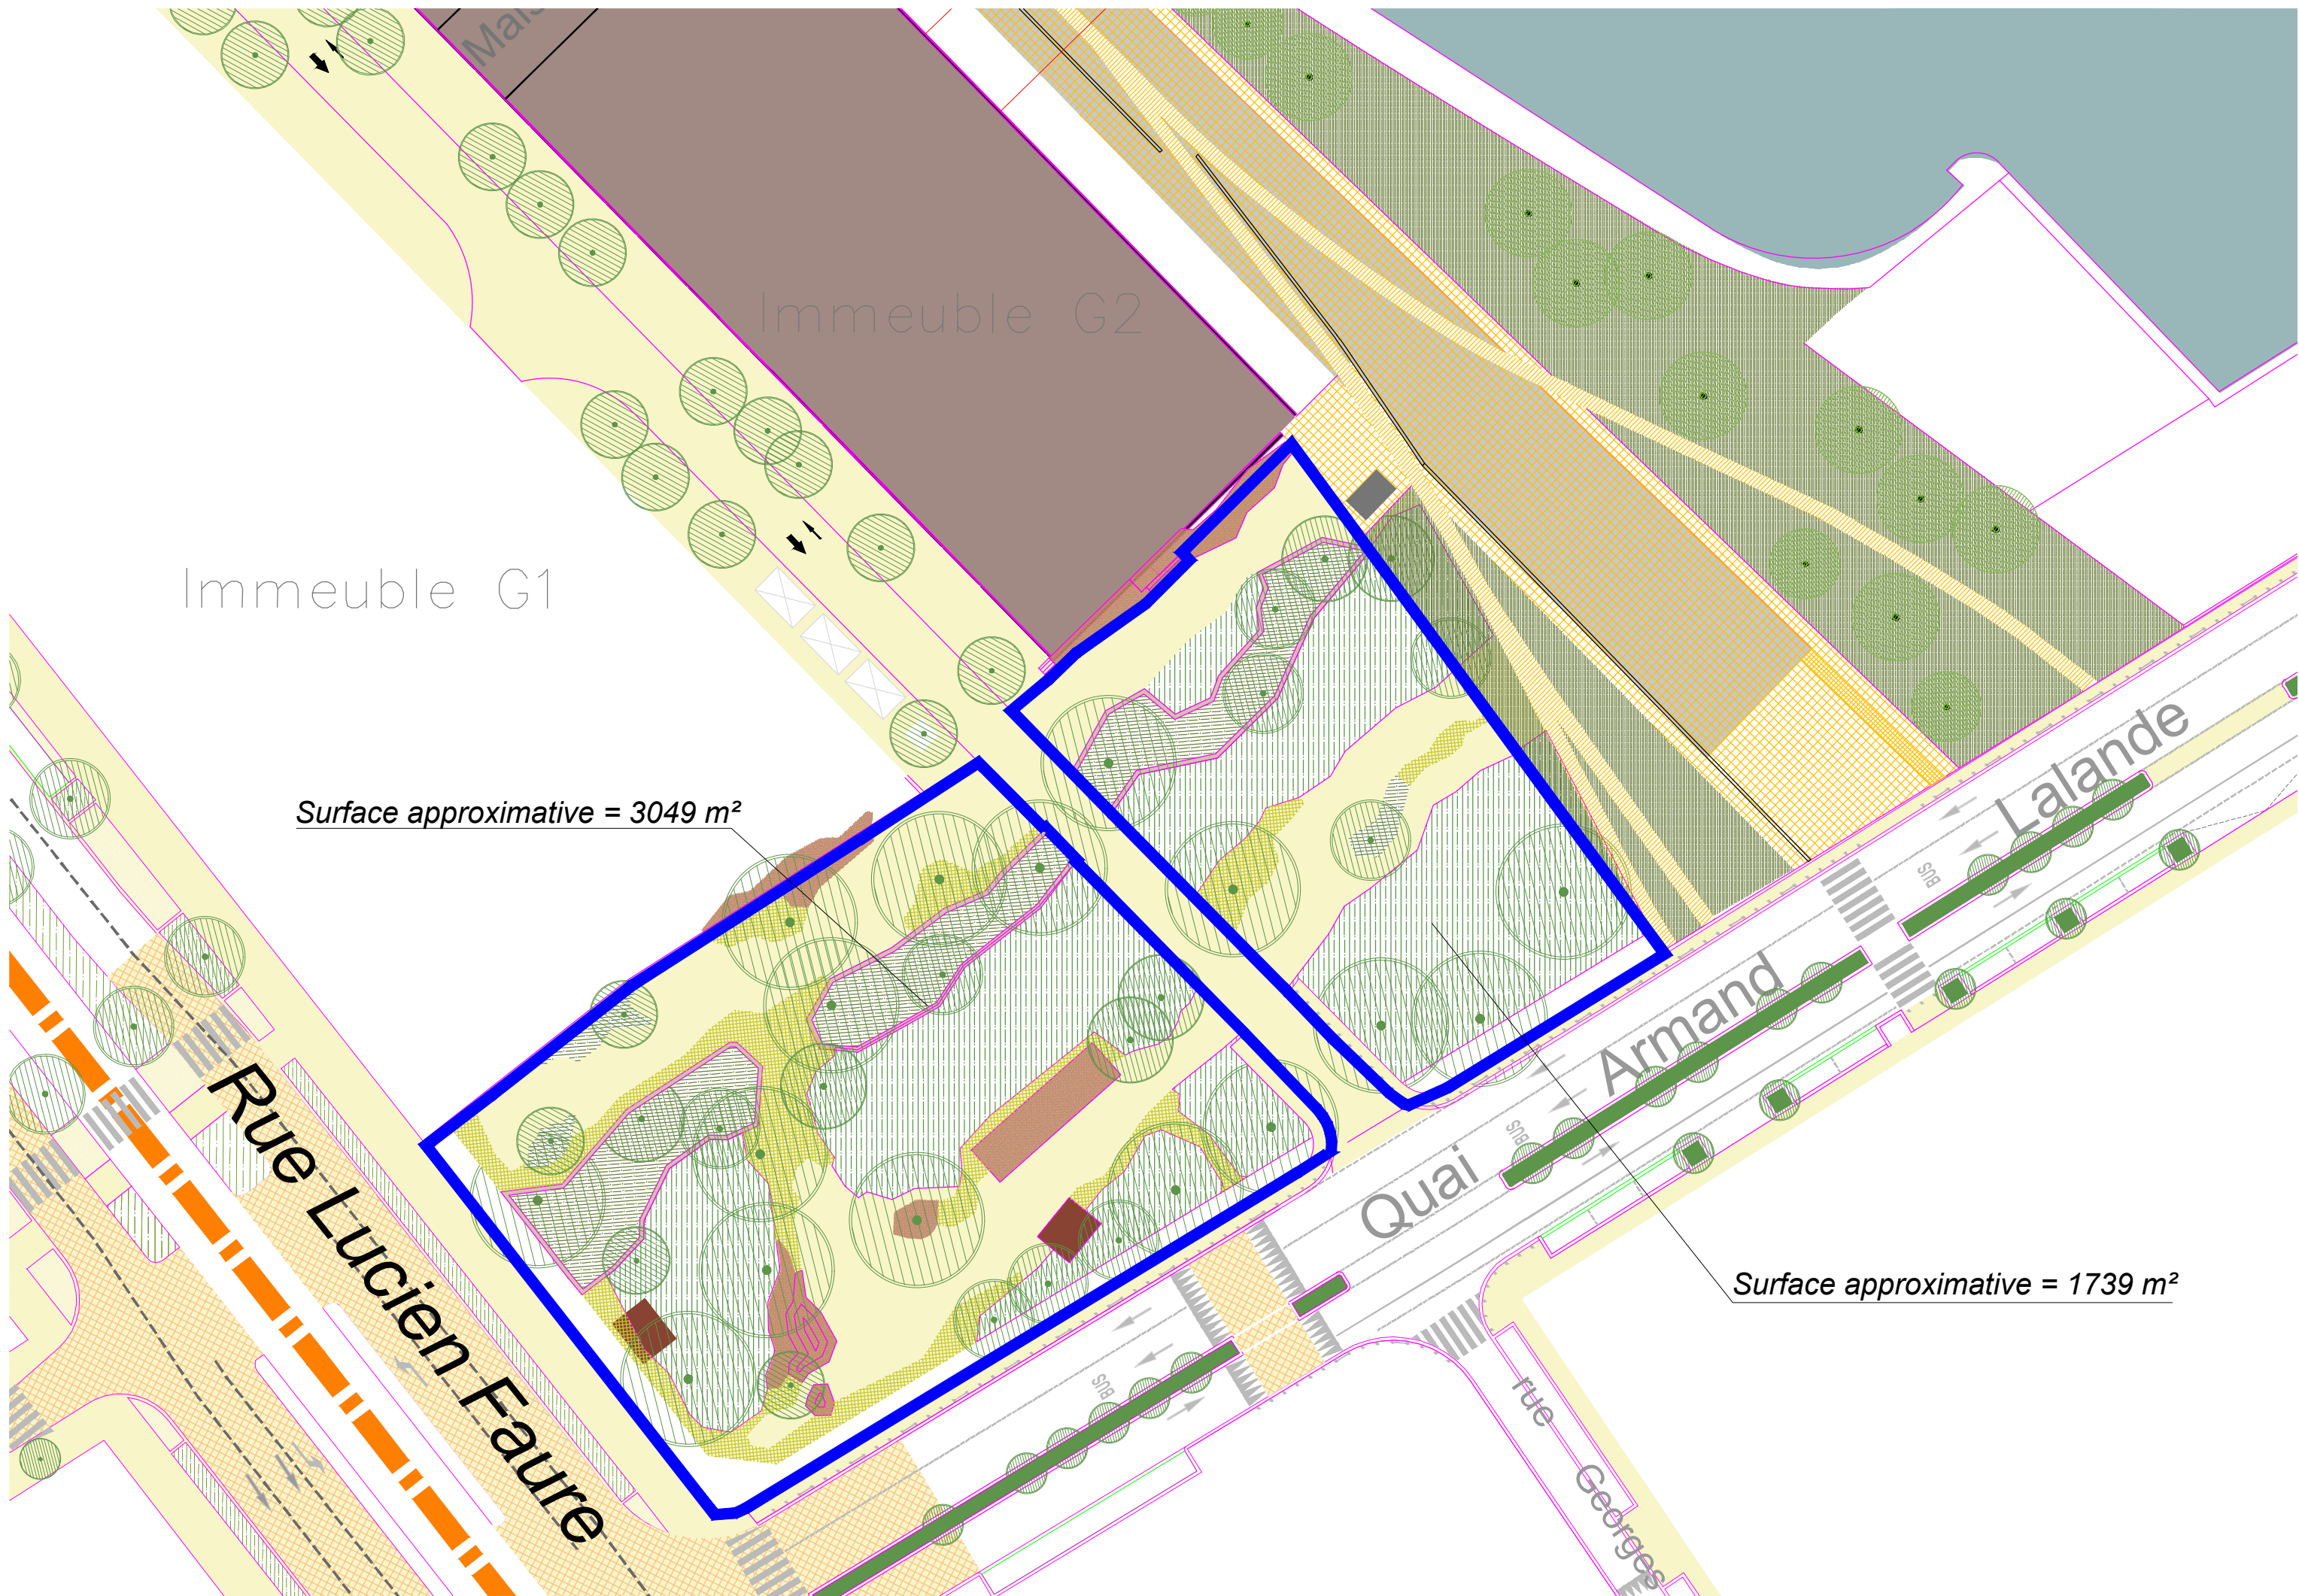 Immeuble G2
Immeuble G1
Surface approximative = 3049 m²
Surface approximative = 1739 m²
Rue Lucien Faure
Quai Armand Lalande
BUS
BUS
BUS
rue Georges